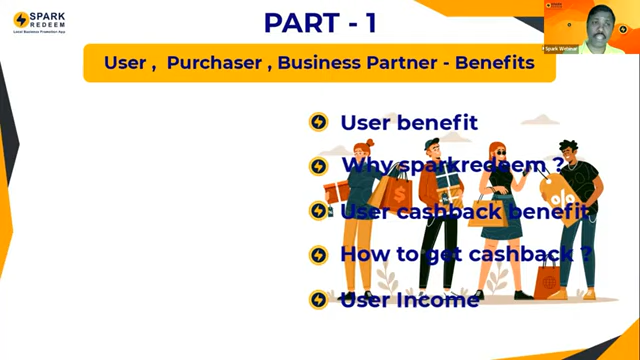 SPARK
REDEEM
Local Business Promotion App
PART - 1
User , Purchaser , Business Partner - Benefits
Spark Webinar
User benefit
Why sparkredeem ?
User cashback benefit
How to get cashback ?
User Income
$
%